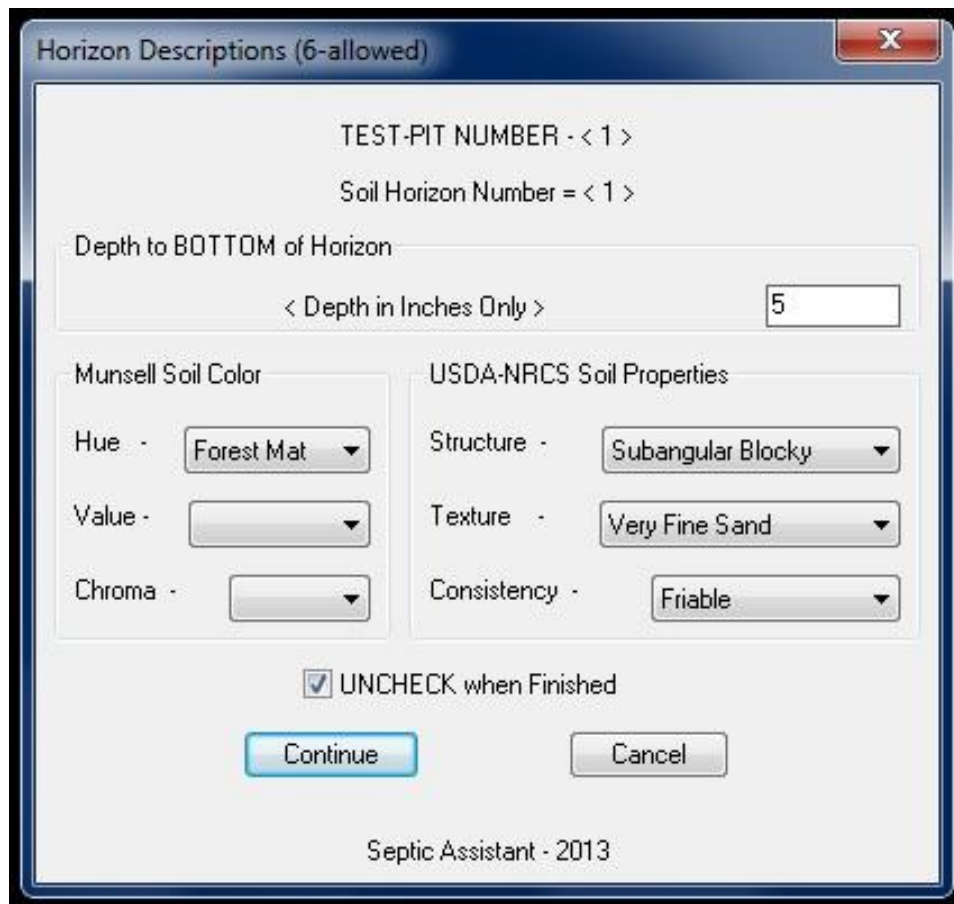 Horizon Descriptions (6-allowed)
TEST-PIT NUMBER - < 1 >
Soil Horizon Number = < 1 >
Depth to BOTTOM of Horizon
< Depth in Inches Only > 5
Munsell Soil Color
Hue - Forest Mat
Value -
Chroma -
USDA-NRCS Soil Properties
Structure - Subangular Blocky
Texture - Very Fine Sand
Consistency - Friable
UNCHECK when Finished
Continue Cancel
Septic Assistant - 2013